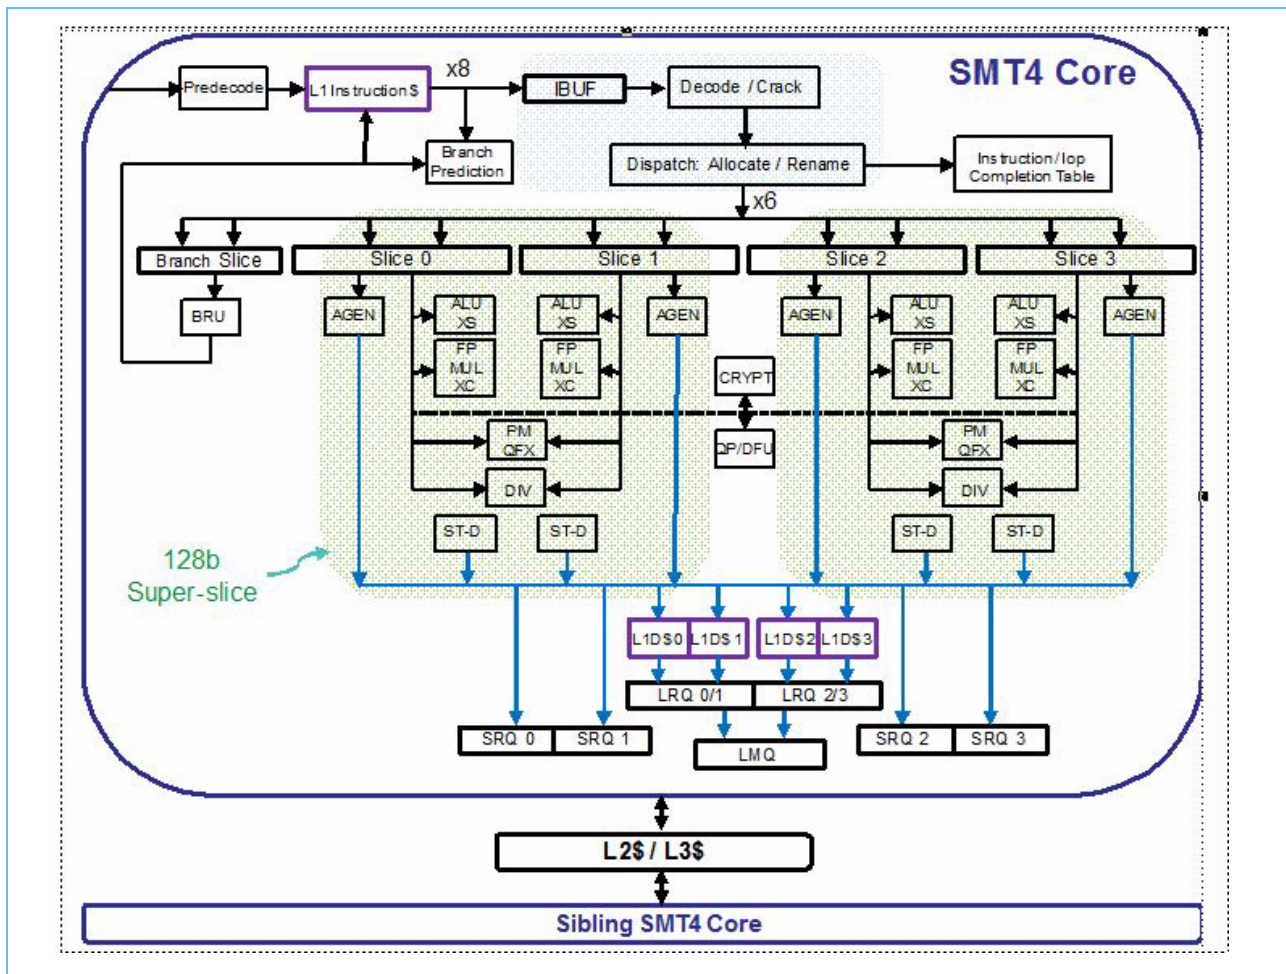 SMT4 Core
x8
Predecode
L1 Instruction $
IBUF
Decode / Crack
Branch
Prediction
Dispatch: Allocate / Rename
Instruction / Iop
Completion Table
x6
Branch Slice
Slice 0
Slice 1
Slice 2
Slice 3
BRU
AGEN
ALU
XS
ALU
XS
AGEN
AGEN
ALU
XS
ALU
XS
AGEN
FP
MUL
XC
FP
MUL
XC
CRYPT
FP
MUL
XC
FP
MUL
XC
PM
QFX
QP/DFU
PM
QFX
DIV
DIV
ST-D
ST-D
ST-D
ST-D
128b
Super-slice
L1D$0
L1D$1
L1D$2
L1D$3
LRQ 0/1
LRQ 2/3
SRQ 0
SRQ 1
LMQ
SRQ 2
SRQ 3
L2$ / L3$
Sibling SMT4 Core